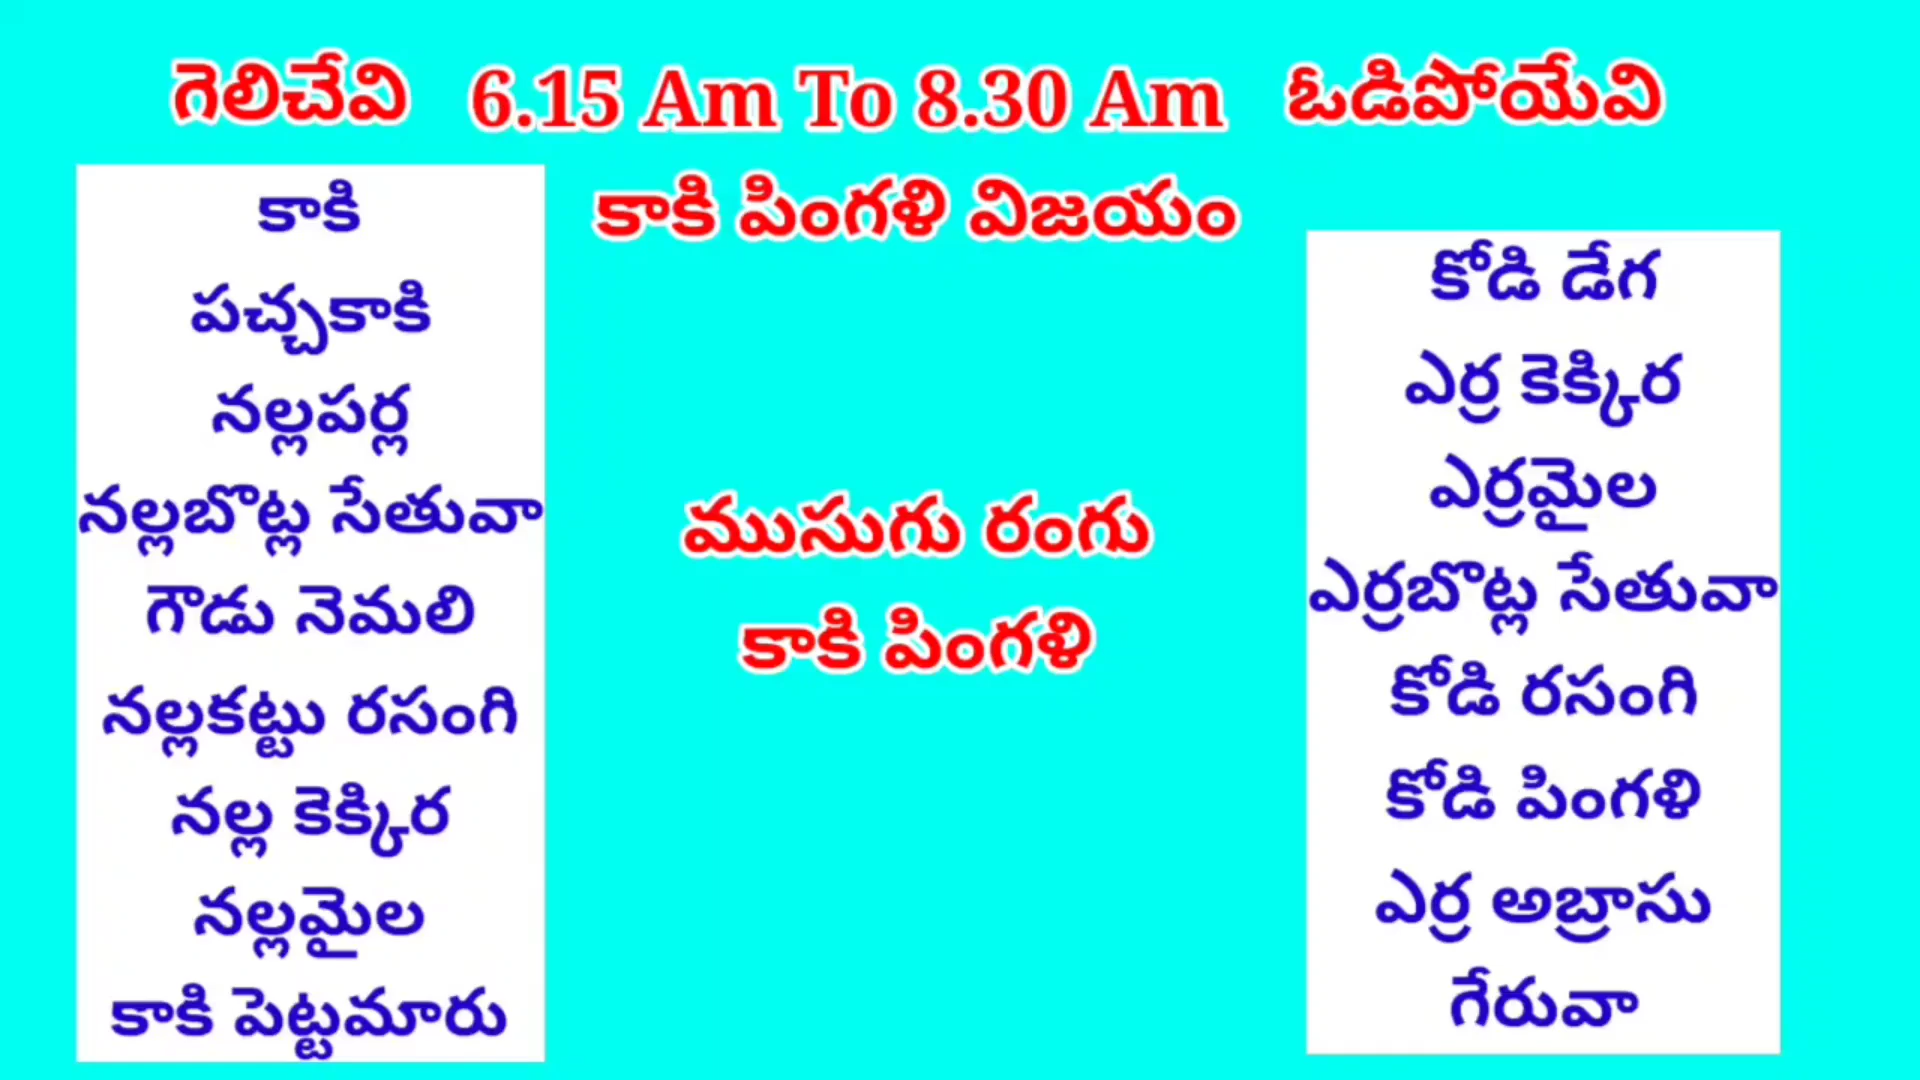 గెలిచేవి 6.15 Am To 8.30 Am ఓడిపోయేవి
కాకి పింగళి విజయం
కాకి
పచ్చకాకి
నల్లపర్ల
నల్లబొట్ల సేతువా
గౌడు నెమలి
నల్లకట్టు రసంగి
నల్ల కెక్కిర
నల్లమైల
కాకి పెట్టమారు
ముసుగు రంగు
కాకి పింగళి
కోడి డేగ
ఎర్ర కెక్కిర
ఎర్రమైల
ఎర్రబొట్ల సేతువా
కోడి రసంగి
కోడి పింగళి
ఎర్ర అబ్రాసు
గేరువా